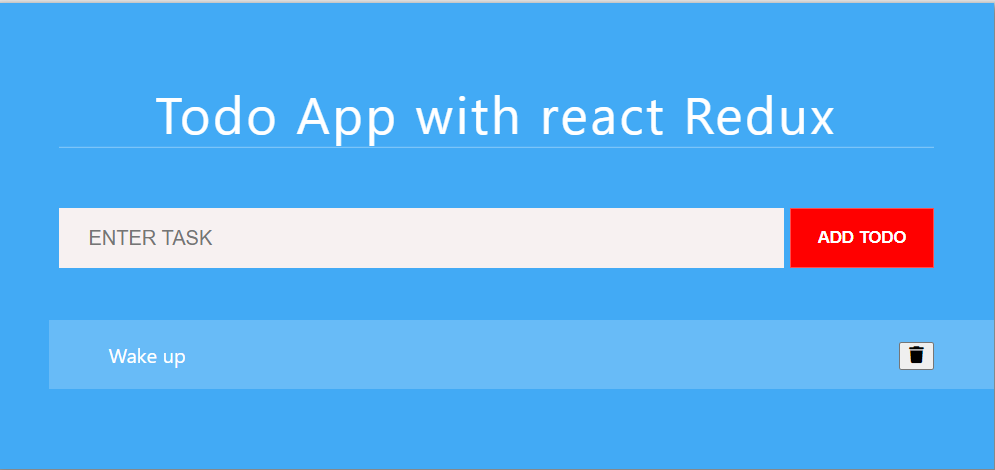 Todo App with react Redux
ENTER TASK
ADD TODO
Wake up